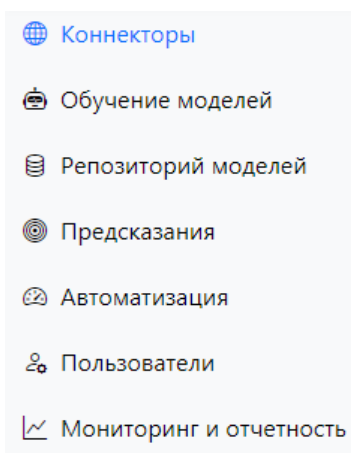 Коннекторы
Обучение моделей
Репозиторий моделей
Предсказания
Автоматизация
Пользователи
Мониторинг и отчетность